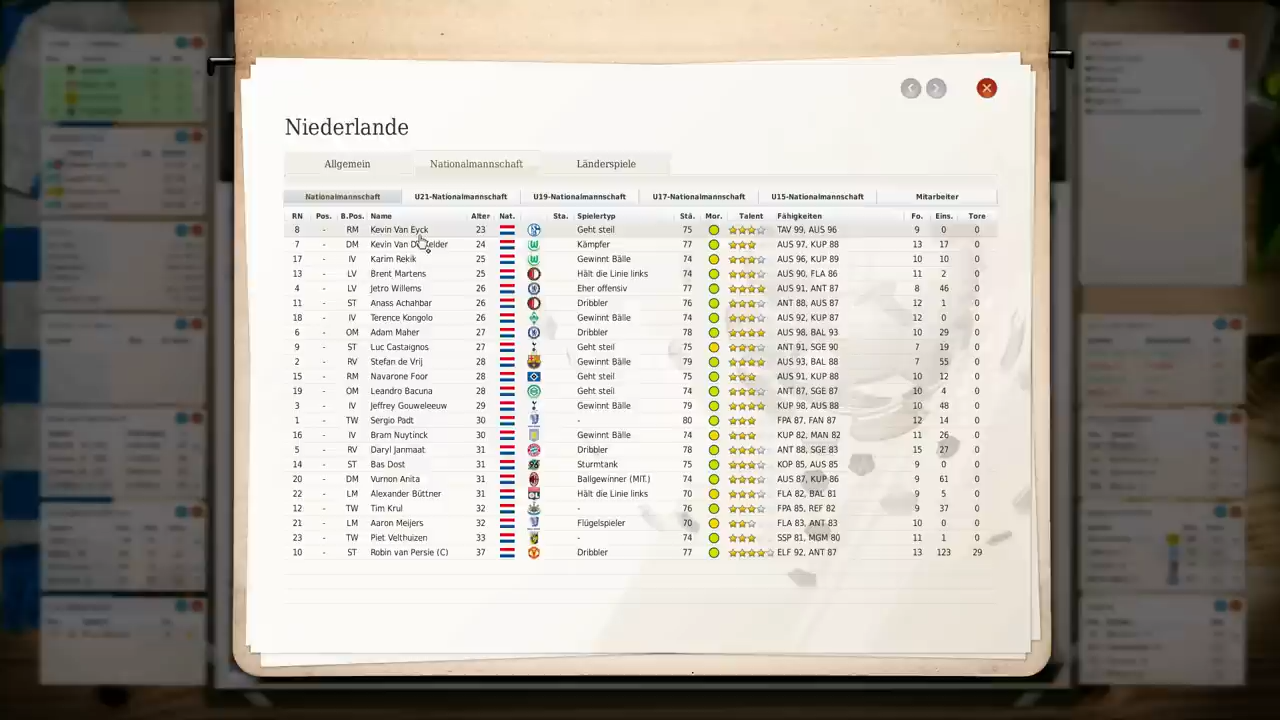 Niederlande
Allgemein Nationalmannschaft Länderspiele
Nationalmannschaft U21-Nationalmannschaft U19-Nationalmannschaft U17-Nationalmannschaft U15-Nationalmannschaft Mitarbeiter
RN Pos. B.Pos. Name Alter Nat. Sta. Spielertyp Stä. Mor. Talent Fähigkeiten Fo. Eins. Tore
8 - RM Kevin Van Eyck 23 Geht steil 75 TAV 99, AUS 96 9 0 0
7 - DM Kevin Van 24 Kämpfer 77 AUS 97, KUP 88 13 17 0
17 - IV Karim Rekik 25 Gewinnt Bälle 74 AUS 96, KUP 89 10 10 0
13 - LV Brent Martens 25 Hält die Linie links 74 AUS 90, FLA 86 11 2 0
4 - LV Jetro Willems 26 Eher offensiv 77 AUS 91, ANT 87 8 46 0
11 - ST Anass Achahbar 26 Dribbler 76 ANT 88, AUS 87 12 1 0
18 - IV Terence Kongolo 26 Gewinnt Bälle 74 AUS 92, KUP 87 12 0 0
6 - OM Adam Maher 27 Dribbler 78 AUS 98, BAL 93 10 29 0
9 - ST Luc Castaignos 27 Geht steil 75 ANT 91, SGE 90 7 19 0
2 - RV Stefan de Vrij 28 Gewinnt Bälle 79 AUS 93, BAL 88 7 55 0
15 - RM Navarone Foor 28 Geht steil 75 AUS 91, KUP 88 10 12 0
19 - OM Leandro Bacuna 28 Geht steil 74 ANT 87, SGE 87 10 4 0
3 - IV Jeffrey Gouweleeuw 29 Gewinnt Bälle 79 KUP 98, AUS 88 10 48 0
1 - TW Sergio Padt 30 - 80 FPA 87, FAN 87 12 14 0
16 - IV Bram Nuytinck 30 Gewinnt Bälle 74 KUP 82, MAN 82 11 26 0
5 - RV Daryl Janmaat 31 Dribbler 78 ANT 88, SGE 83 15 27 0
14 - ST Bas Dost 31 Sturmtank 75 KOP 85, AUS 85 9 0 0
20 - DM Vurnon Anita 31 Ballgewinner (MIT.) 74 AUS 87, KUP 86 9 61 0
22 - LM Alexander Büttner 31 Hält die Linie links 70 FLA 82, BAL 81 9 5 0
12 - TW Tim Krul 32 - 76 FPA 85, REF 82 9 37 0
21 - LM Aaron Meijers 32 Flügelspieler 70 FLA 83, ANT 83 10 0 0
23 - TW Piet Velthuizen 33 - 74 SSP 81, MGM 80 11 1 0
10 - ST Robin van Persie (C) 37 Dribbler 77 ELF 92, ANT 87 13 123 29